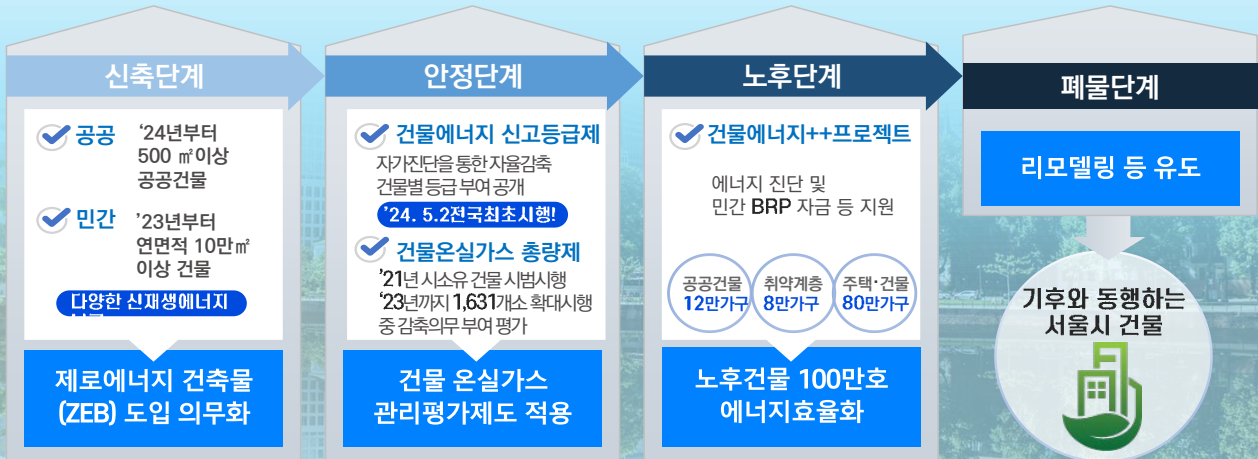 신축단계
공공
‘24년부터
500 ㎡이상
공공건물
민간
’23년부터
연면적 10만㎡
이상 건물
다양한 신재생에너지
제로에너지 건축물
(ZEB) 도입 의무화
안정단계
건물에너지 신고등급제
자가진단을 통한 자율감축
건물별 등급 부여 공개
’24. 5.2전국최초시행!
건물온실가스 총량제
’21년 시소유 건물 시범시행
‘23년까지 1,631개소 확대시행
중 감축의무 부여 평가
건물 온실가스
관리평가제도 적용
노후단계
건물에너지++프로젝트
에너지 진단 및
민간 BRP 자금 등 지원
공공건물
12만가구
취약계층
8만가구
주택·건물
80만가구
노후건물 100만호
에너지효율화
폐물단계
리모델링 등 유도
기후와 동행하는
서울시 건물